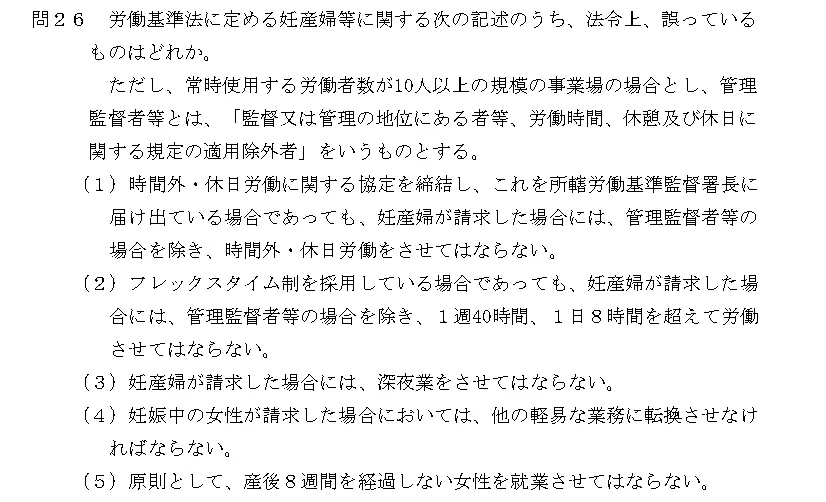 問２６　労働基準法に定める妊産婦等に関する次の記述のうち、法令上、誤っている
ものはどれか。
ただし、常時使用する労働者数が10人以上の規模の事業場の場合とし、管理
監督者等とは、「監督又は管理の地位にある者等、労働時間、休憩及び休日に
関する規定の適用除外者」をいうものとする。
（１）時間外・休日労働に関する協定を締結し、これを所轄労働基準監督署長に
届け出ている場合であっても、妊産婦が請求した場合には、管理監督者等の
場合を除き、時間外・休日労働をさせてはならない。
（２）フレックスタイム制を採用している場合であっても、妊産婦が請求した場
合には、管理監督者等の場合を除き、１週40時間、１日８時間を超えて労働
させてはならない。
（３）妊産婦が請求した場合には、深夜業をさせてはならない。
（４）妊娠中の女性が請求した場合においては、他の軽易な業務に転換させなけ
ればならない。
（５）原則として、産後８週間を経過しない女性を就業させてはならない。